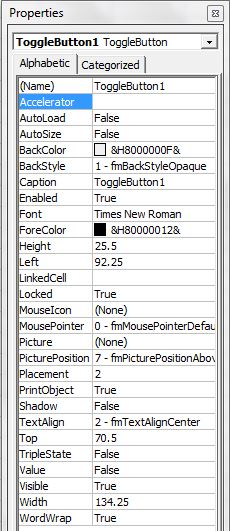 Properties
ToggleButton1 ToggleButton
Alphabetic Categorized
(Name) ToggleButton1
Accelerator
AutoLoad False
AutoSize False
BackColor &H8000000F&
BackStyle 1 - fmBackStyleOpaque
Caption ToggleButton1
Enabled True
Font Times New Roman
ForeColor &H80000012&
Height 25.5
Left 92.25
LinkedCell
Locked True
MouseIcon (None)
MousePointer 0 - fmMousePointerDefau
Picture (None)
PicturePosition 7 - fmPicturePositionAbov
Placement 2
PrintObject True
Shadow False
TextAlign 2 - fmTextAlignCenter
Top 70.5
TripleState False
Value False
Visible True
Width 134.25
WordWrap True